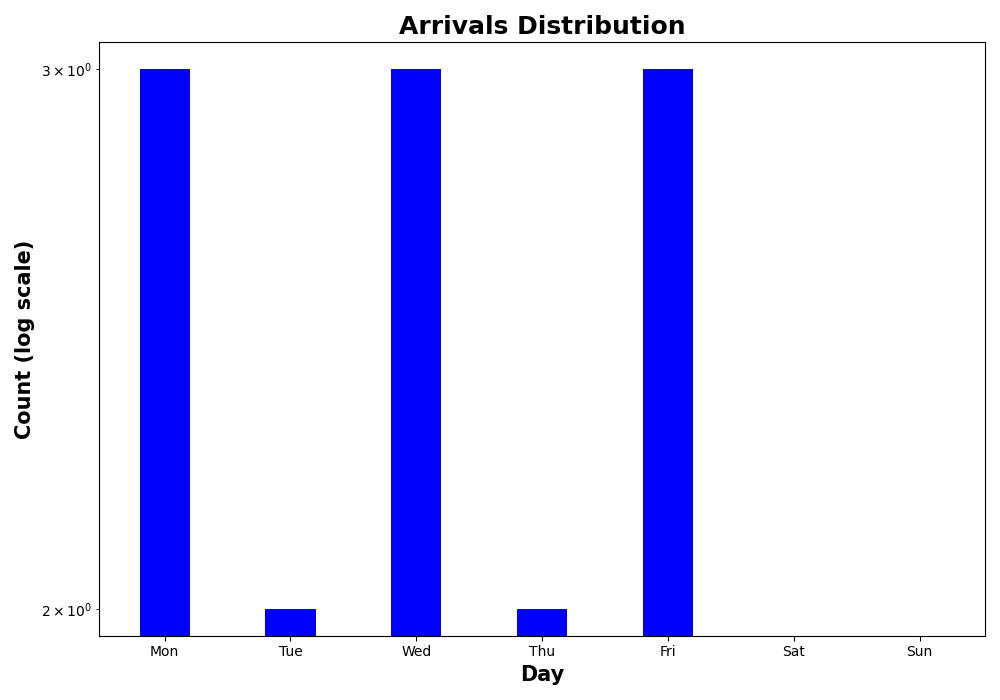 Arrivals Distribution
3 × 10⁰
2 × 10⁰
Count (log scale)
Mon Tue Wed Thu Fri Sat Sun
Day